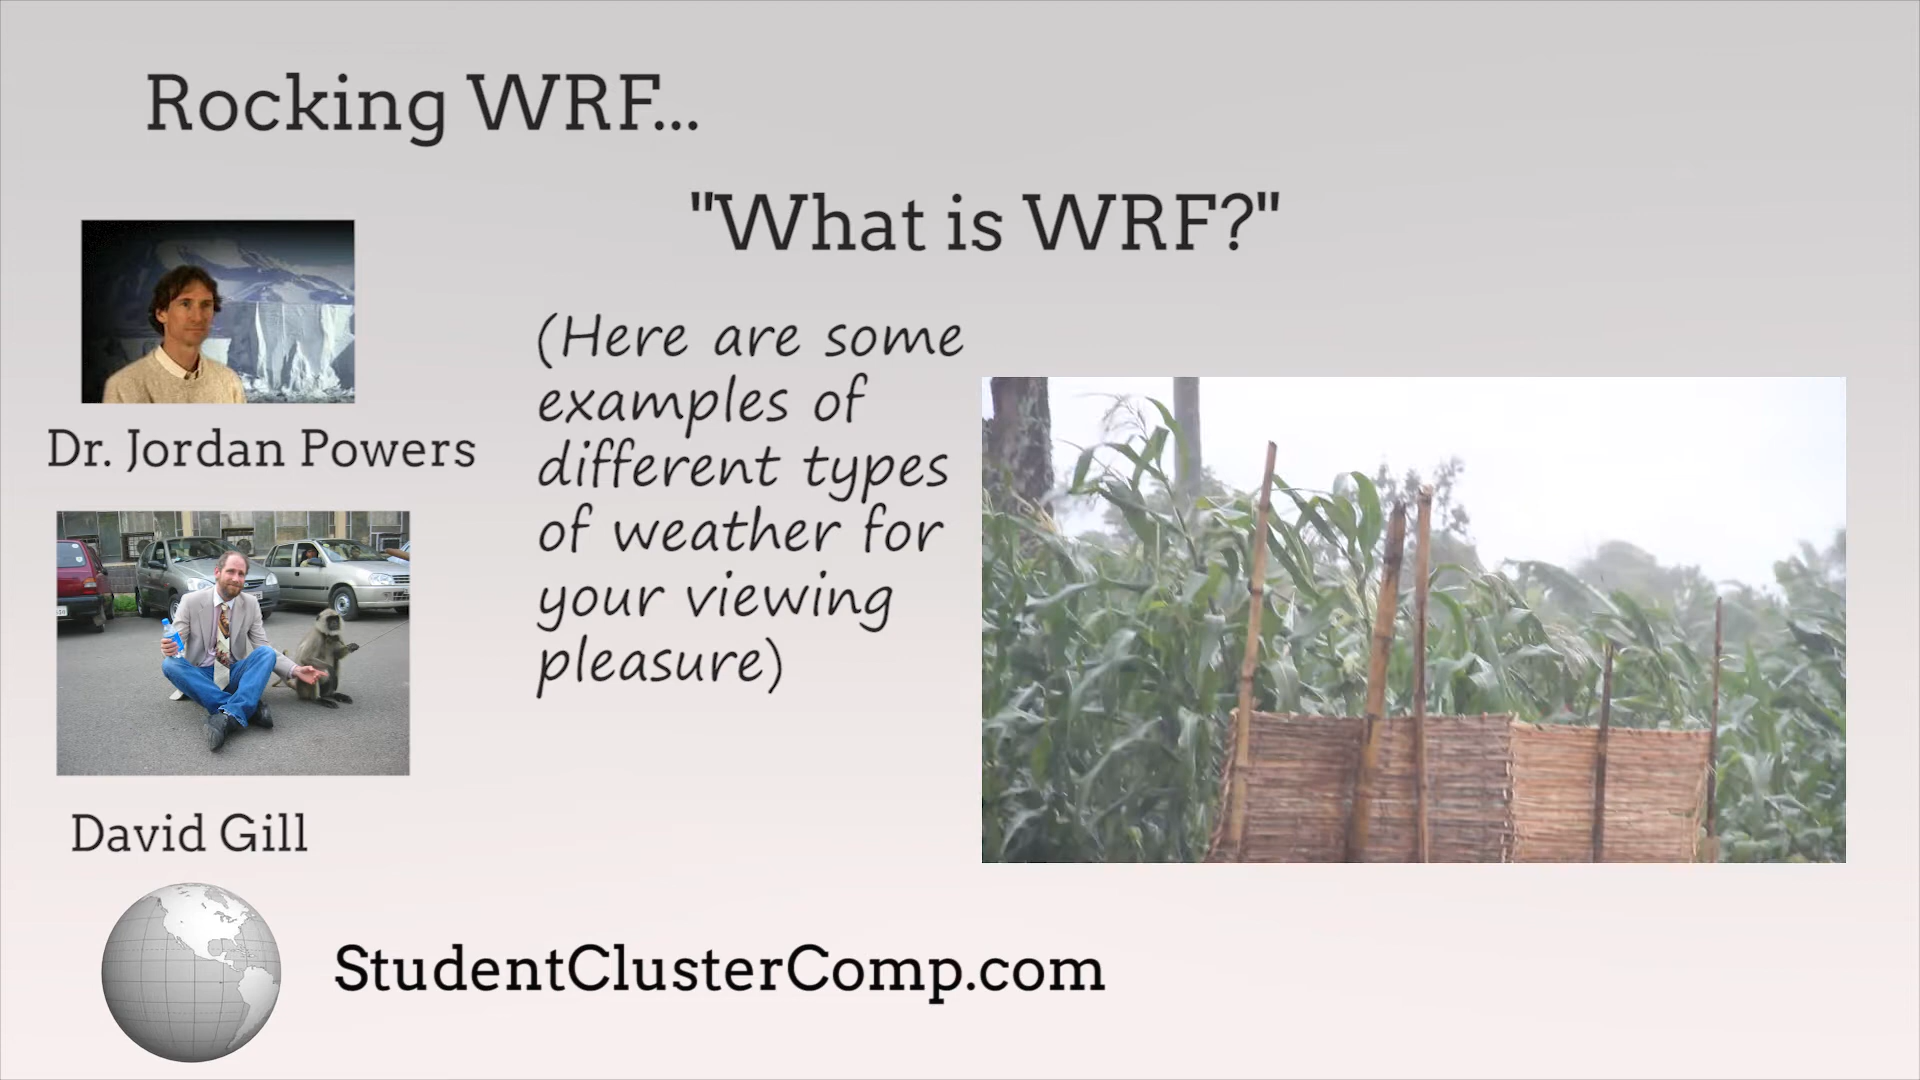 Rocking WRF...
"What is WRF?"
Dr. Jordan Powers
(Here are some
examples of
different types
of weather for
your viewing
pleasure)
David Gill
StudentClusterComp.com